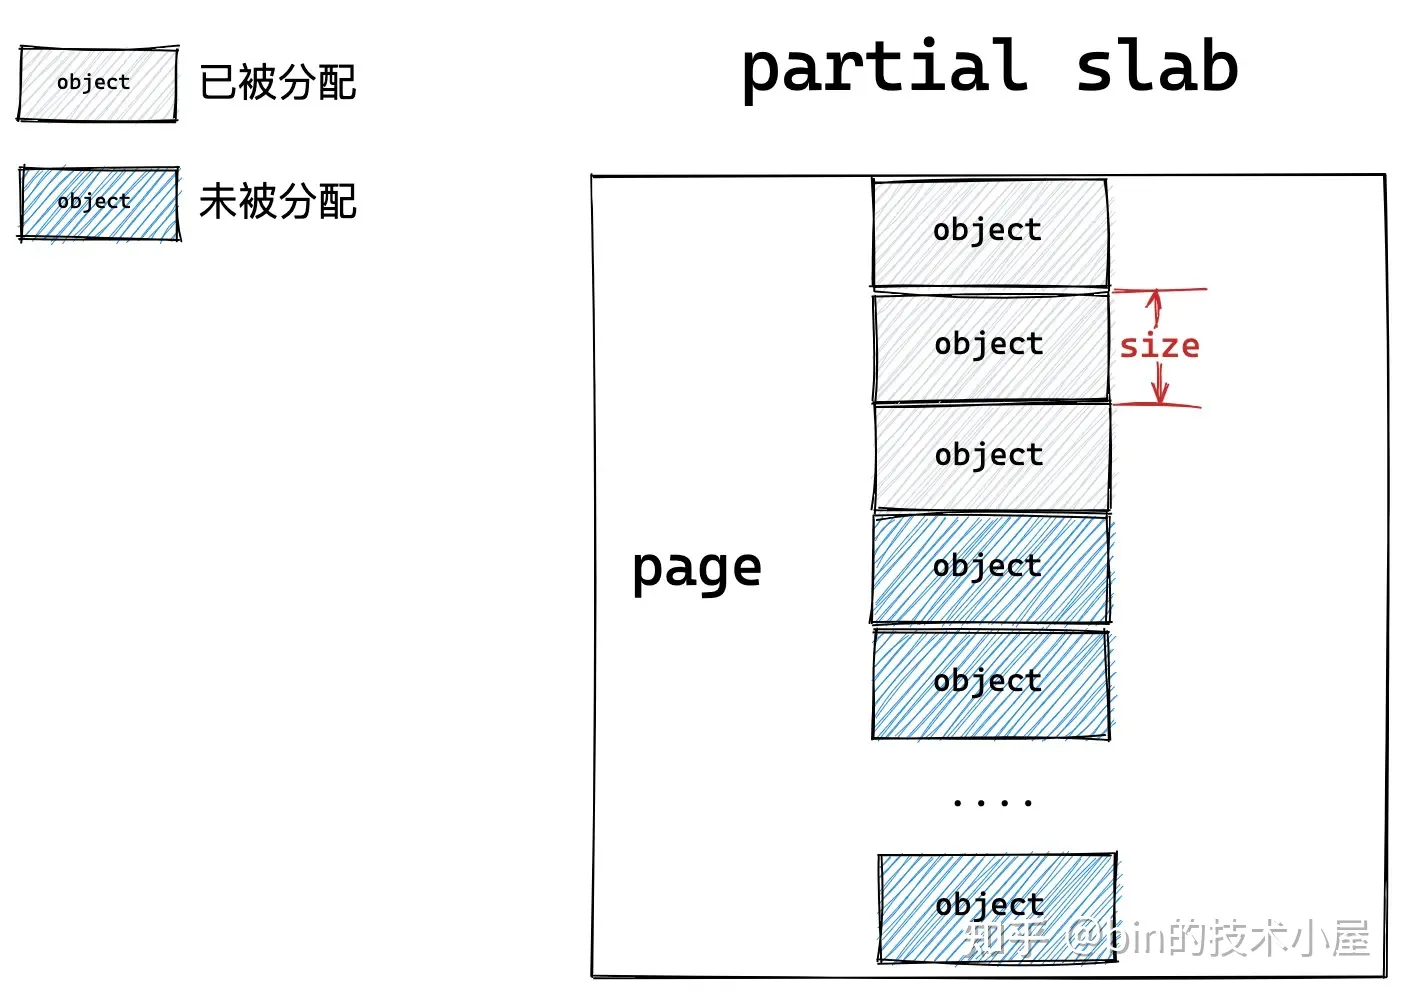 partial slab
object 已被分配
object 未被分配
object
object
size
object
object
page
object
....
object
知乎 @bin的技术小屋